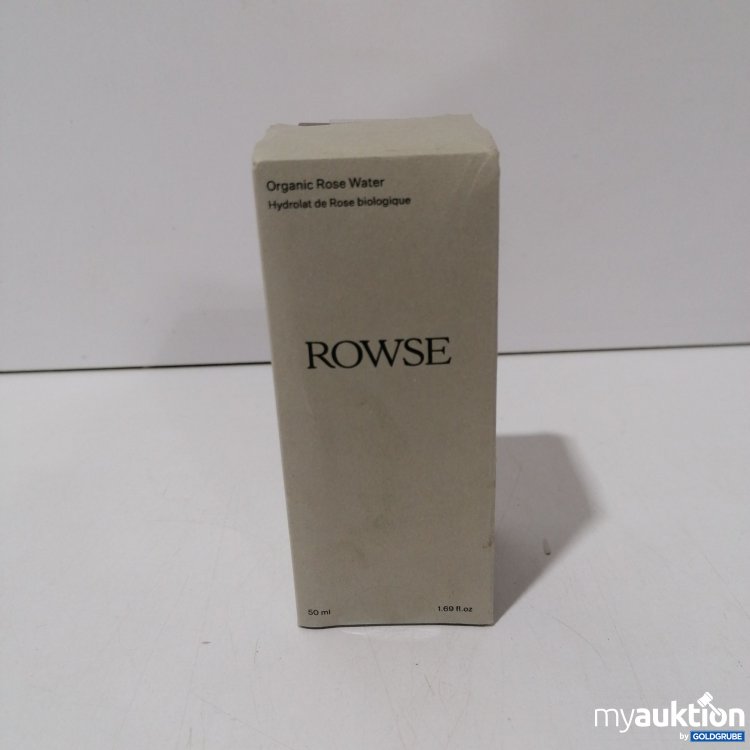 Organic Rose Water
Hydrolat de Rose biologique
ROWSE
50 ml 1.69 fl.oz
myauktion
by GOLDGRUBE